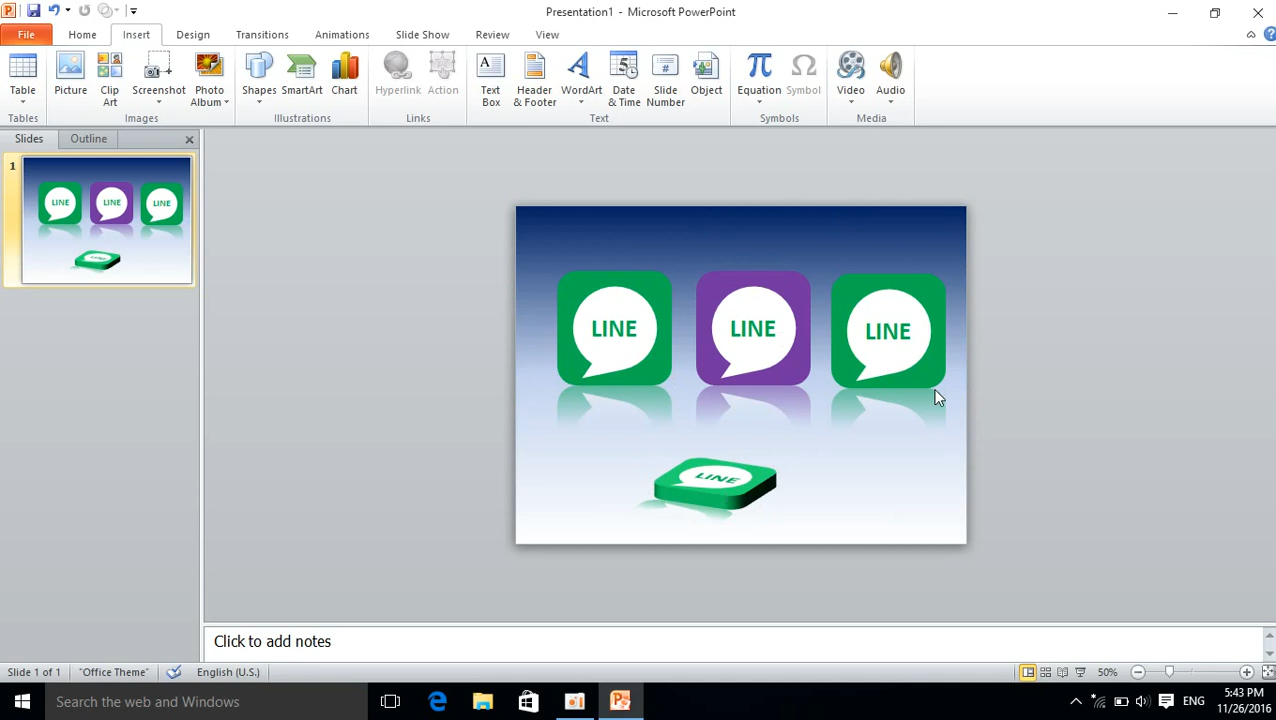 Presentation1 - Microsoft PowerPoint
File Home Insert Design Transitions Animations Slide Show Review View
Table Picture Clip Art Screenshot Photo Album Shapes SmartArt Chart Hyperlink Action Text Box Header & Footer WordArt Date & Time Slide Number Object Equation Symbol Video Audio
Tables Images Illustrations Links Text Symbols Media
Slides Outline
1
LINE LINE LINE
LINE
LINE LINE LINE
LINE
Click to add notes
Slide 1 of 1 "Office Theme" English (U.S.) 50%
Search the web and Windows ENG 5:43 PM
11/26/2016